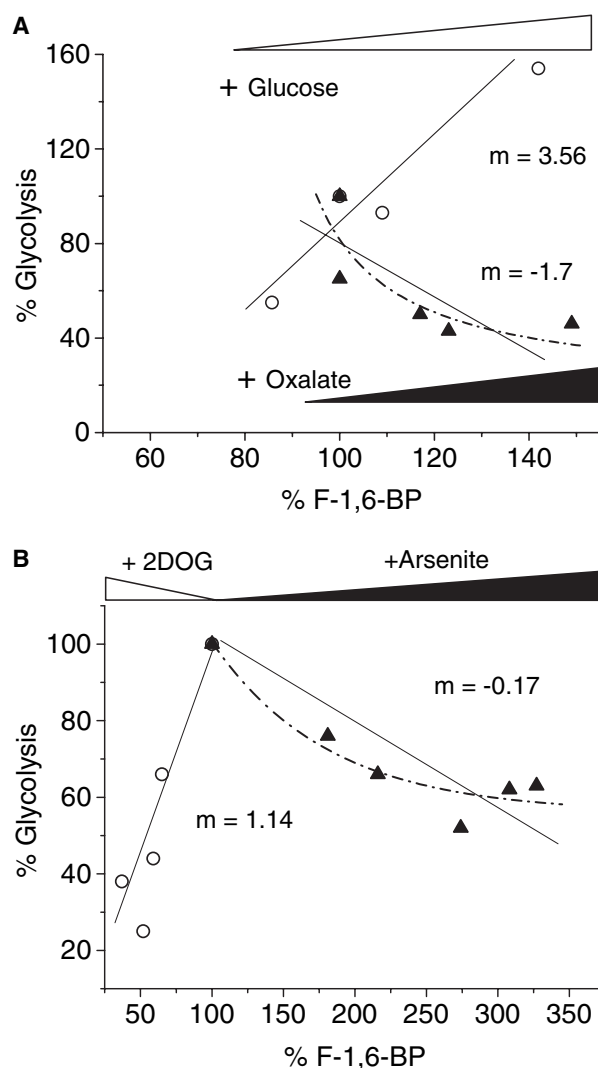 A
160
120
80
40
0
% Glycolysis
+ Glucose
m = 3.56
m = -1.7
+ Oxalate
60 80 100 120 140
% F-1,6-BP
B
+ 2DOG +Arsenite
100
80
60
40
20
% Glycolysis
m = -0.17
m = 1.14
50 100 150 200 250 300 350
% F-1,6-BP